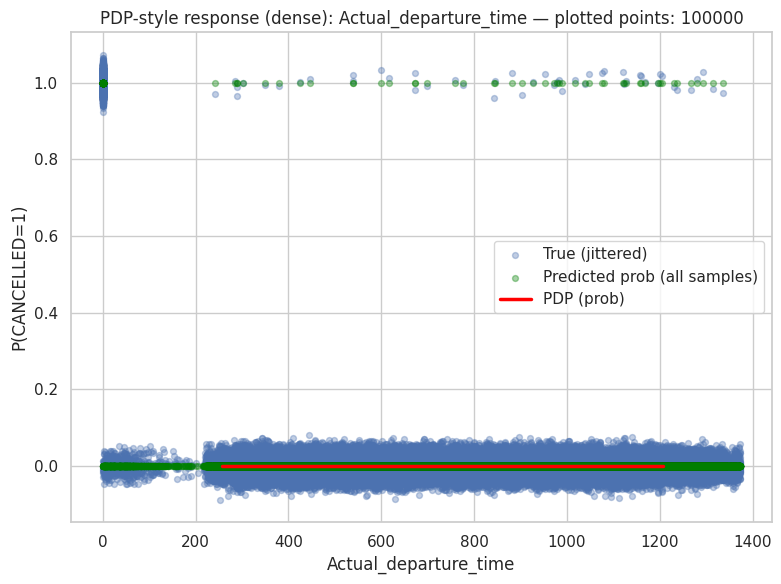 PDP-style response (dense): Actual_departure_time — plotted points: 100000
P(CANCELLED=1)
1.0
0.8
0.6
0.4
0.2
0.0
True (jittered)
Predicted prob (all samples)
PDP (prob)
0 200 400 600 800 1000 1200 1400
Actual_departure_time